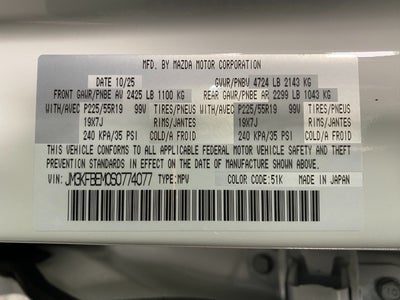 MFD. BY MAZDA MOTOR CORPORATION
DATE 10/25 GVWR/PNBV 4724 LB 2143 KG
FRONT GAWR/PNBE AV 2425 LB 1100 KG REAR GAWR/PNBE AR 2299 LB 1043 KG
WITH/AVEC P225/55R19 99V TIRES/PNEUS WITH/AVEC P225/55R19 99V TIRES/PNEUS
19X7J RIMS/JANTES 19X7J RIMS/JANTES
240 KPA/35 PSI COLD/A FROID 240 KPA/35 PSI COLD/A FROID
THIS VEHICLE CONFORMS TO ALL APPLICABLE FEDERAL MOTOR VEHICLE SAFETY AND THEFT
PREVENTION STANDARDS IN EFFECT ON THE DATE OF MANUFACTURE SHOWN ABOVE.
VIN: JM3KFBEM0S0774077 TYPE:MPV COLOR CODE:51K MADE IN JAPAN